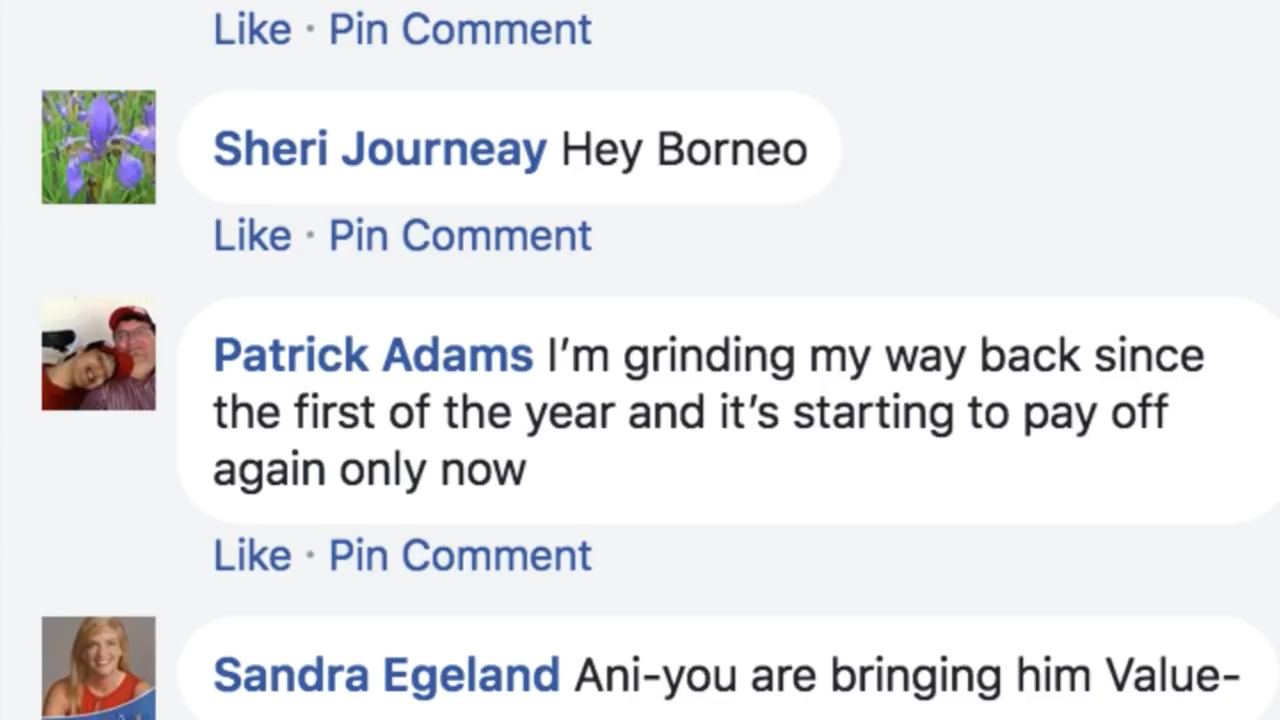 Like · Pin Comment
Sheri Journeay Hey Borneo
Like · Pin Comment
Patrick Adams I’m grinding my way back since
the first of the year and it’s starting to pay off
again only now
Like · Pin Comment
Sandra Egeland Ani-you are bringing him Value-